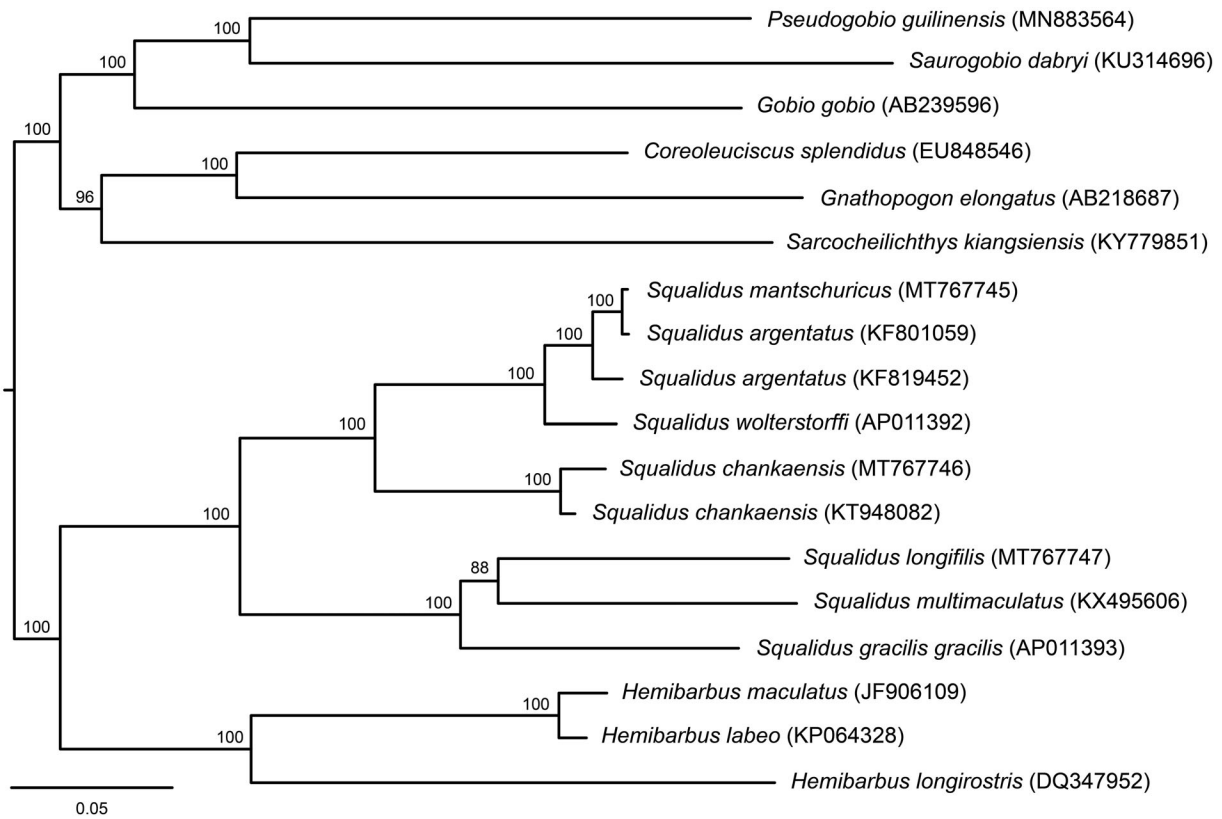 100
Pseudogobio guilinensis (MN883564)
100
Saurogobio dabryi (KU314696)
Gobio gobio (AB239596)
100
100
Coreoleuciscus splendidus (EU848546)
96
Gnathopogon elongatus (AB218687)
Sarcocheilichthys kiangsiensis (KY779851)
100
Squalidus mantschuricus (MT767745)
100
Squalidus argentatus (KF801059)
100
Squalidus argentatus (KF819452)
100
Squalidus wolterstorffi (AP011392)
100
Squalidus chankaensis (MT767746)
100
Squalidus chankaensis (KT948082)
88
Squalidus longifilis (MT767747)
100
Squalidus multimaculatus (KX495606)
100
Squalidus gracilis gracilis (AP011393)
100
Hemibarbus maculatus (JF906109)
100
Hemibarbus labeo (KP064328)
Hemibarbus longirostris (DQ347952)
0.05